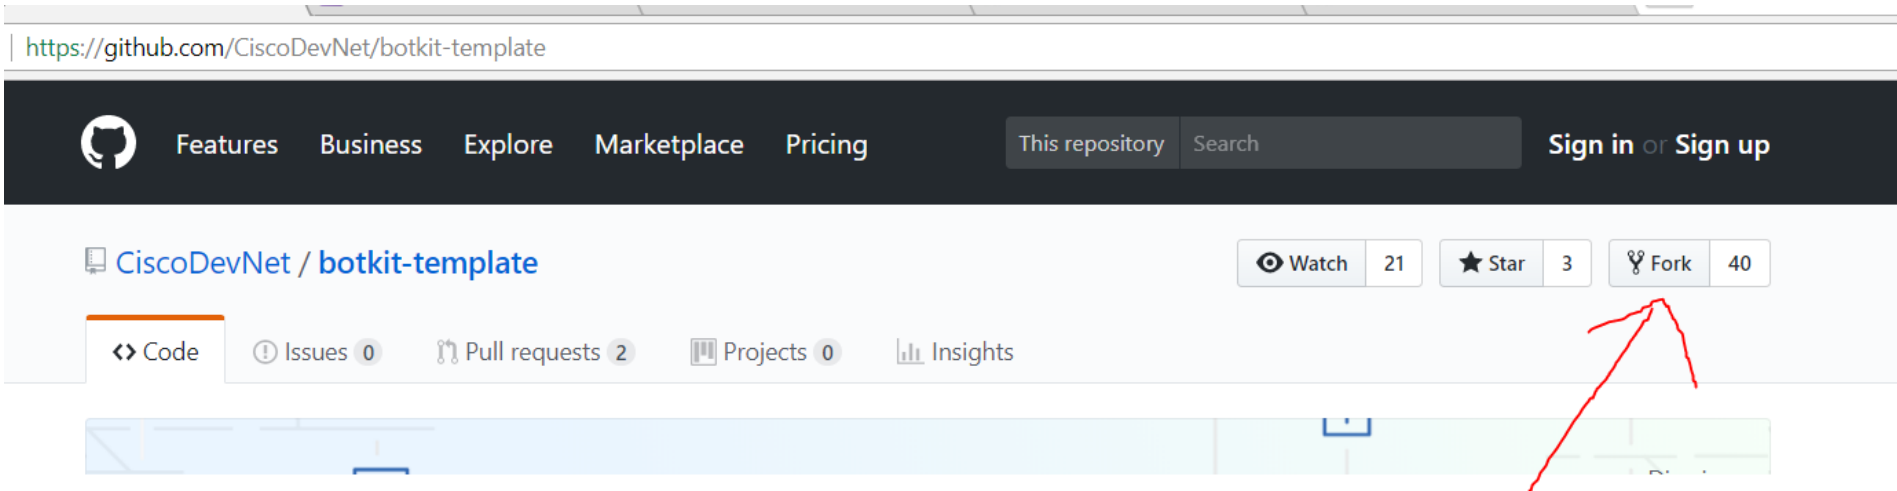 https://github.com/CiscoDevNet/botkit-template
Features Business Explore Marketplace Pricing This repository Search Sign in or Sign up
CiscoDevNet / botkit-template Watch 21 Star 3 Fork 40
Code Issues 0 Pull requests 2 Projects 0 Insights